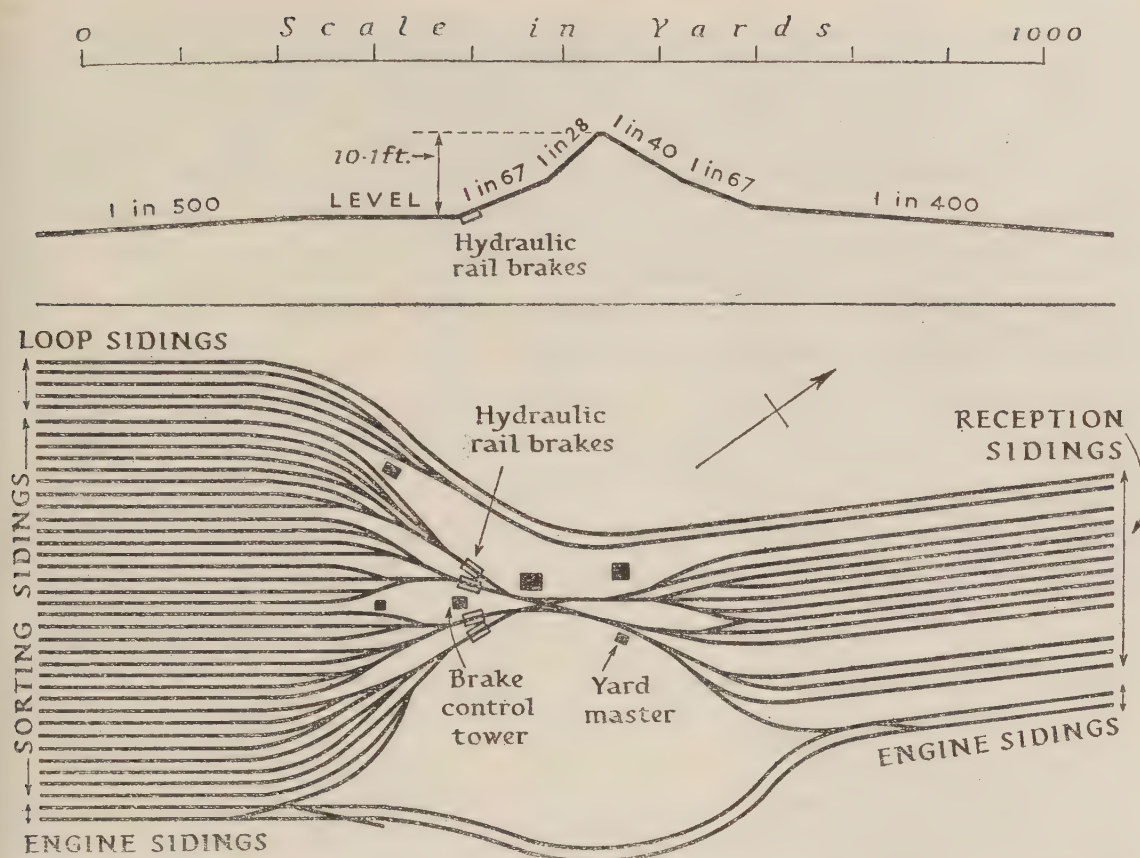 Scale in Yards
0 1000
10·1ft.
1 in 500
LEVEL
1 in 67
1 in 28
1 in 40
1 in 67
1 in 400
Hydraulic
rail brakes
LOOP SIDINGS
SORTING SIDINGS
ENGINE SIDINGS
Hydraulic
rail brakes
Brake
control
tower
Yard
master
RECEPTION
SIDINGS
ENGINE SIDINGS